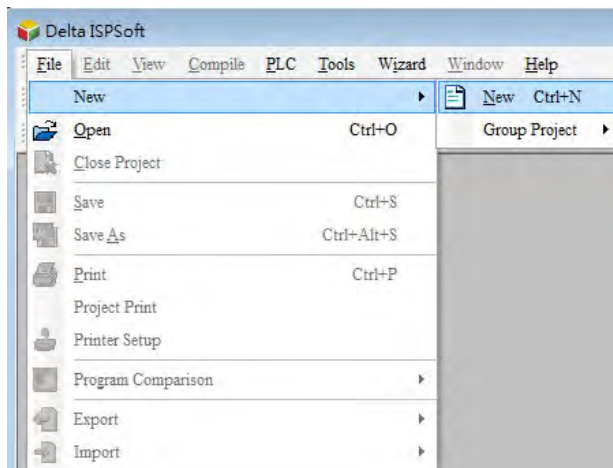 Delta ISPSoft
File Edit View Compile PLC Tools Wizard Window Help
New
New Ctrl+N
Open Ctrl+O
Group Project
Close Project
Save Ctrl+S
Save As Ctrl+Alt+S
Print Ctrl+P
Project Print
Printer Setup
Program Comparison
Export
Import